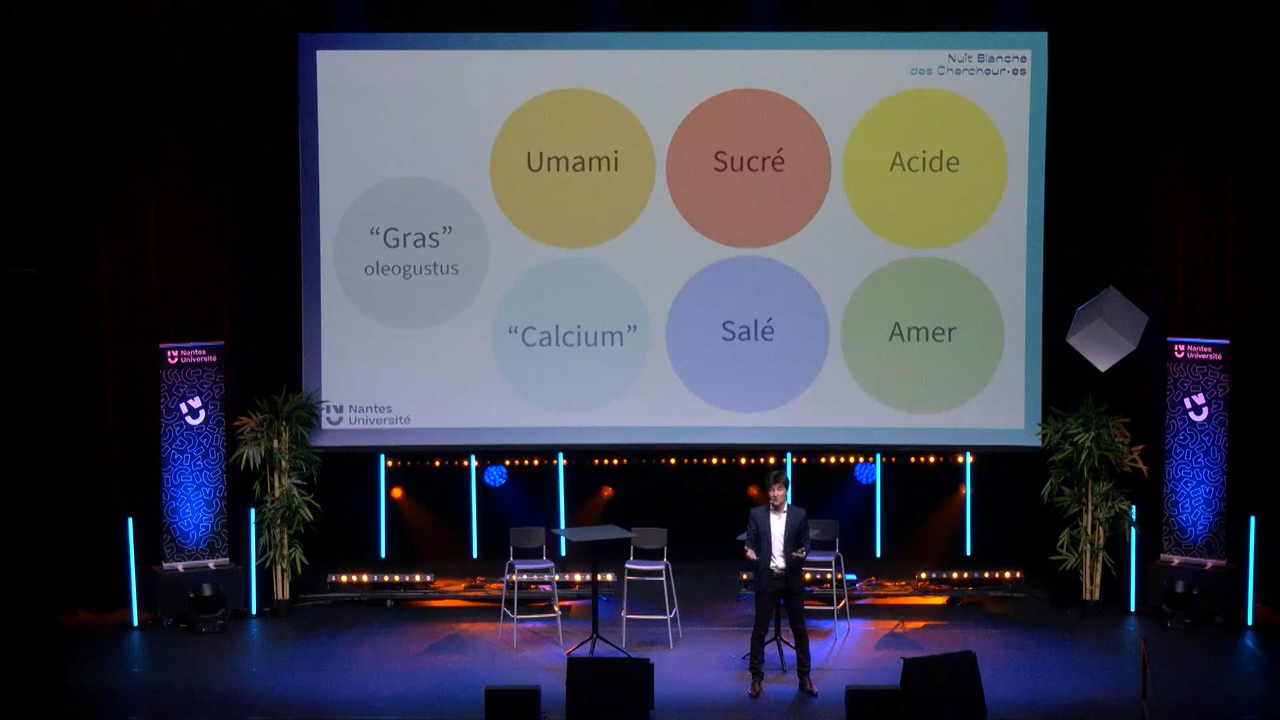 Nuit Blanche
des Chercheur·es
Umami
Sucré
Acide
“Gras”
oleogustus
“Calcium”
Salé
Amer
Nantes
Université
Nantes
Université
Nantes
Université